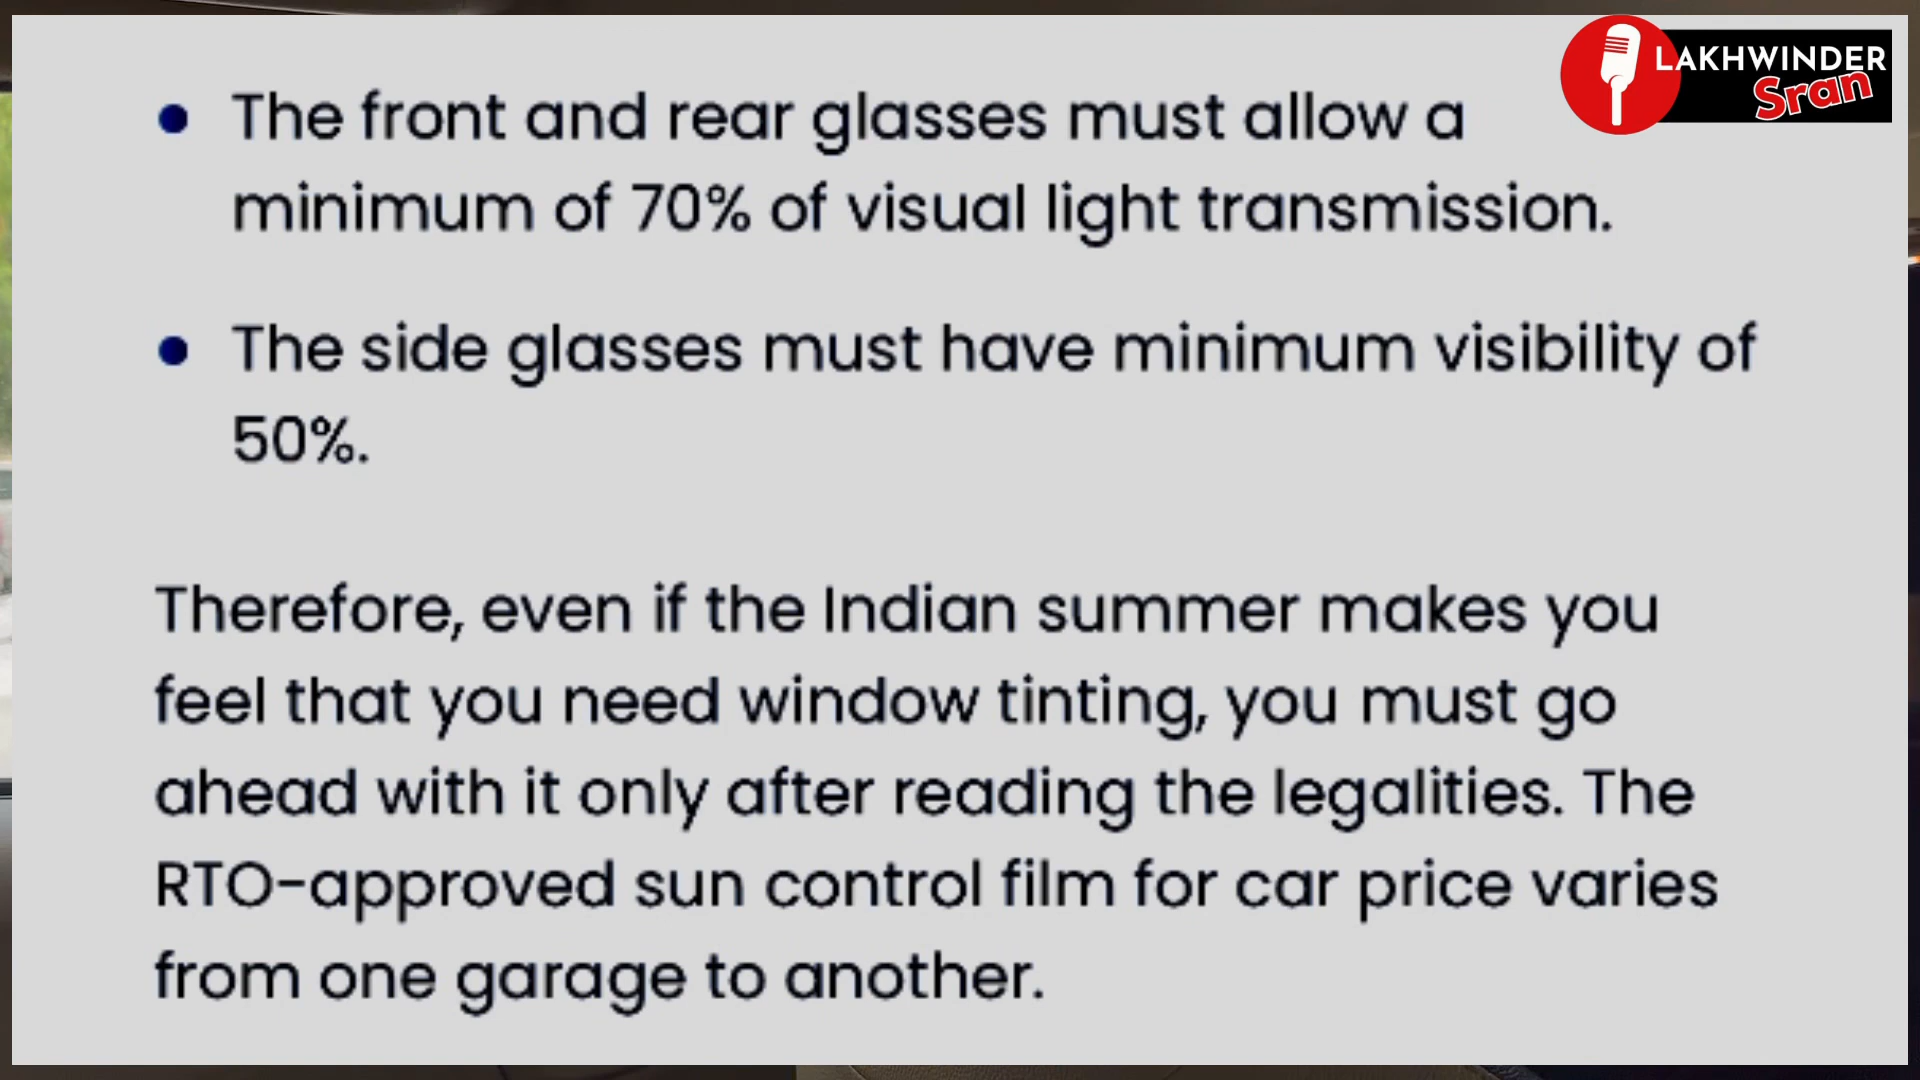 LAKHWINDER
Sran
• The front and rear glasses must allow a
minimum of 70% of visual light transmission.
• The side glasses must have minimum visibility of
50%.
Therefore, even if the Indian summer makes you
feel that you need window tinting, you must go
ahead with it only after reading the legalities. The
RTO-approved sun control film for car price varies
from one garage to another.